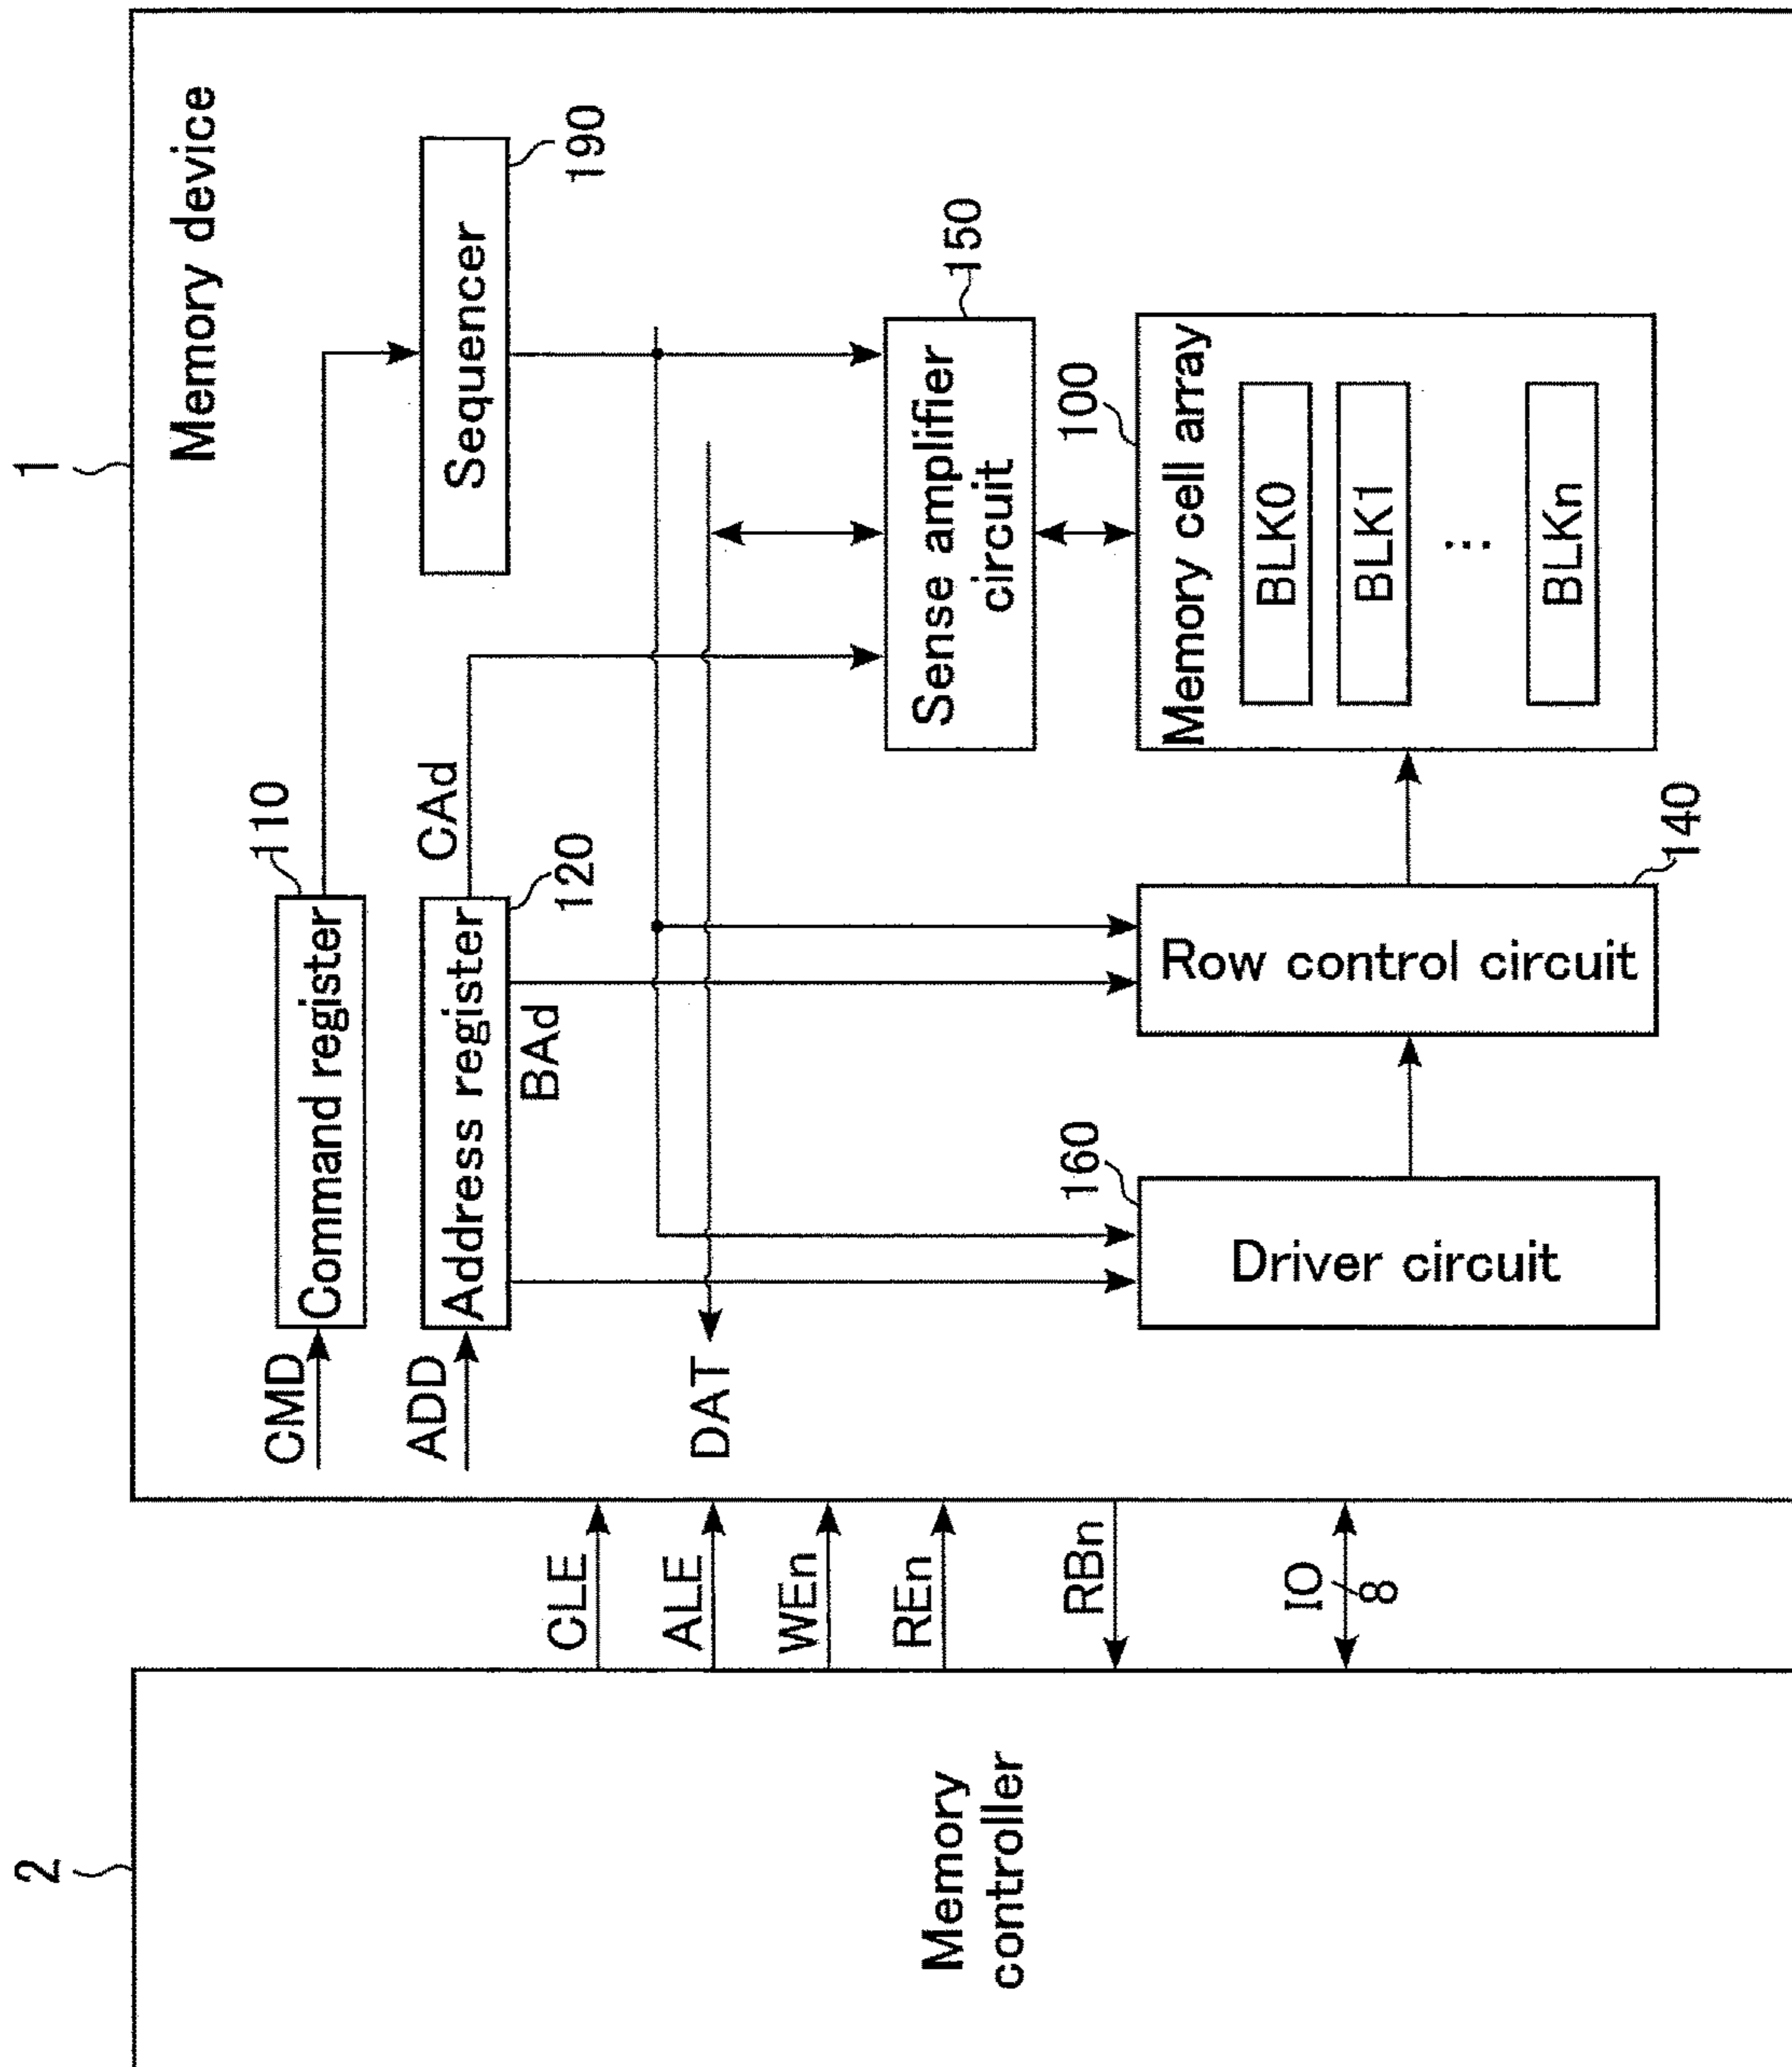 2
1
Memory
controller
CLE
ALE
WEn
REn
RBn
IO
8
Memory device
CMD
Command register
110
ADD
Address register
120
CAd
BAd
DAT
Sequencer
190
Sense amplifier
circuit
150
160
Driver circuit
Row control circuit
140
100
Memory cell array
BLK0
BLK1
...
BLKn